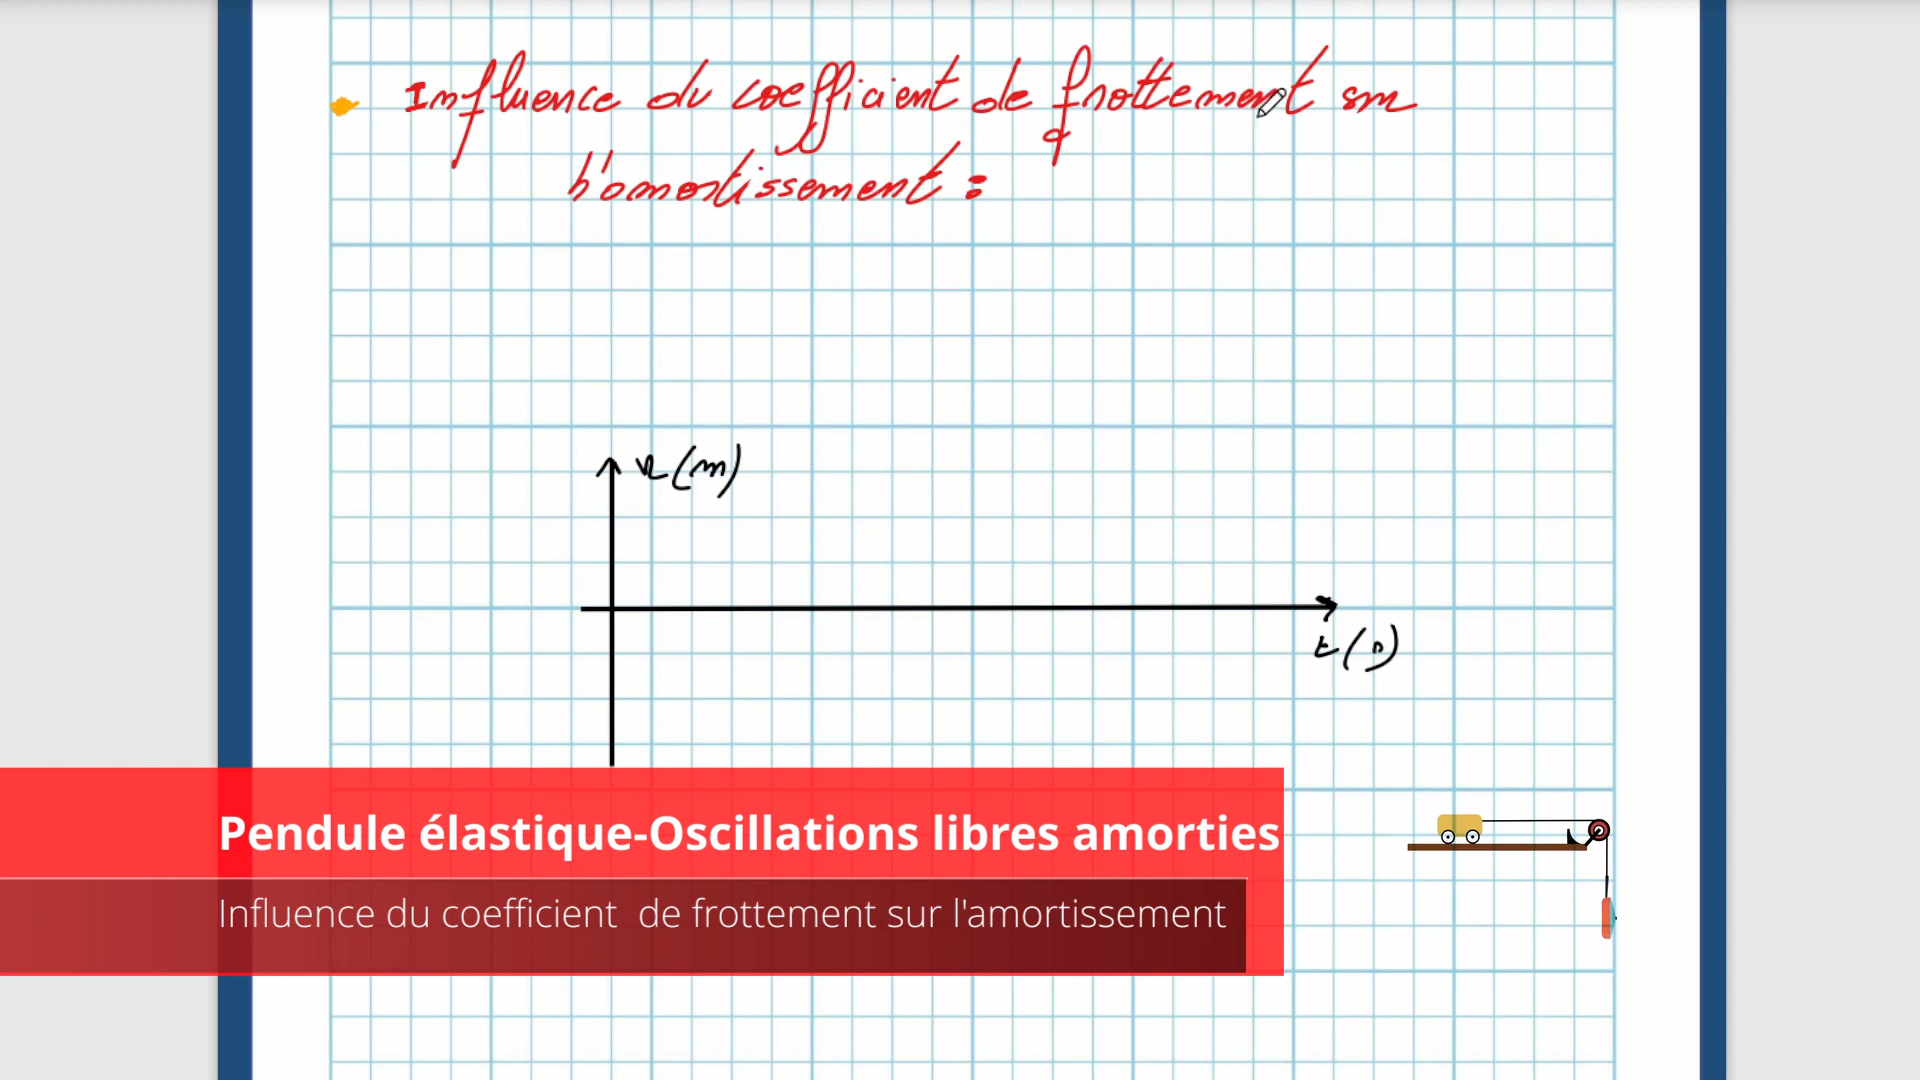 Influence du coefficient de frottement sur
l'amortissement :
x(m)
t(s)
Pendule élastique-Oscillations libres amorties
Influence du coefficient de frottement sur l'amortissement